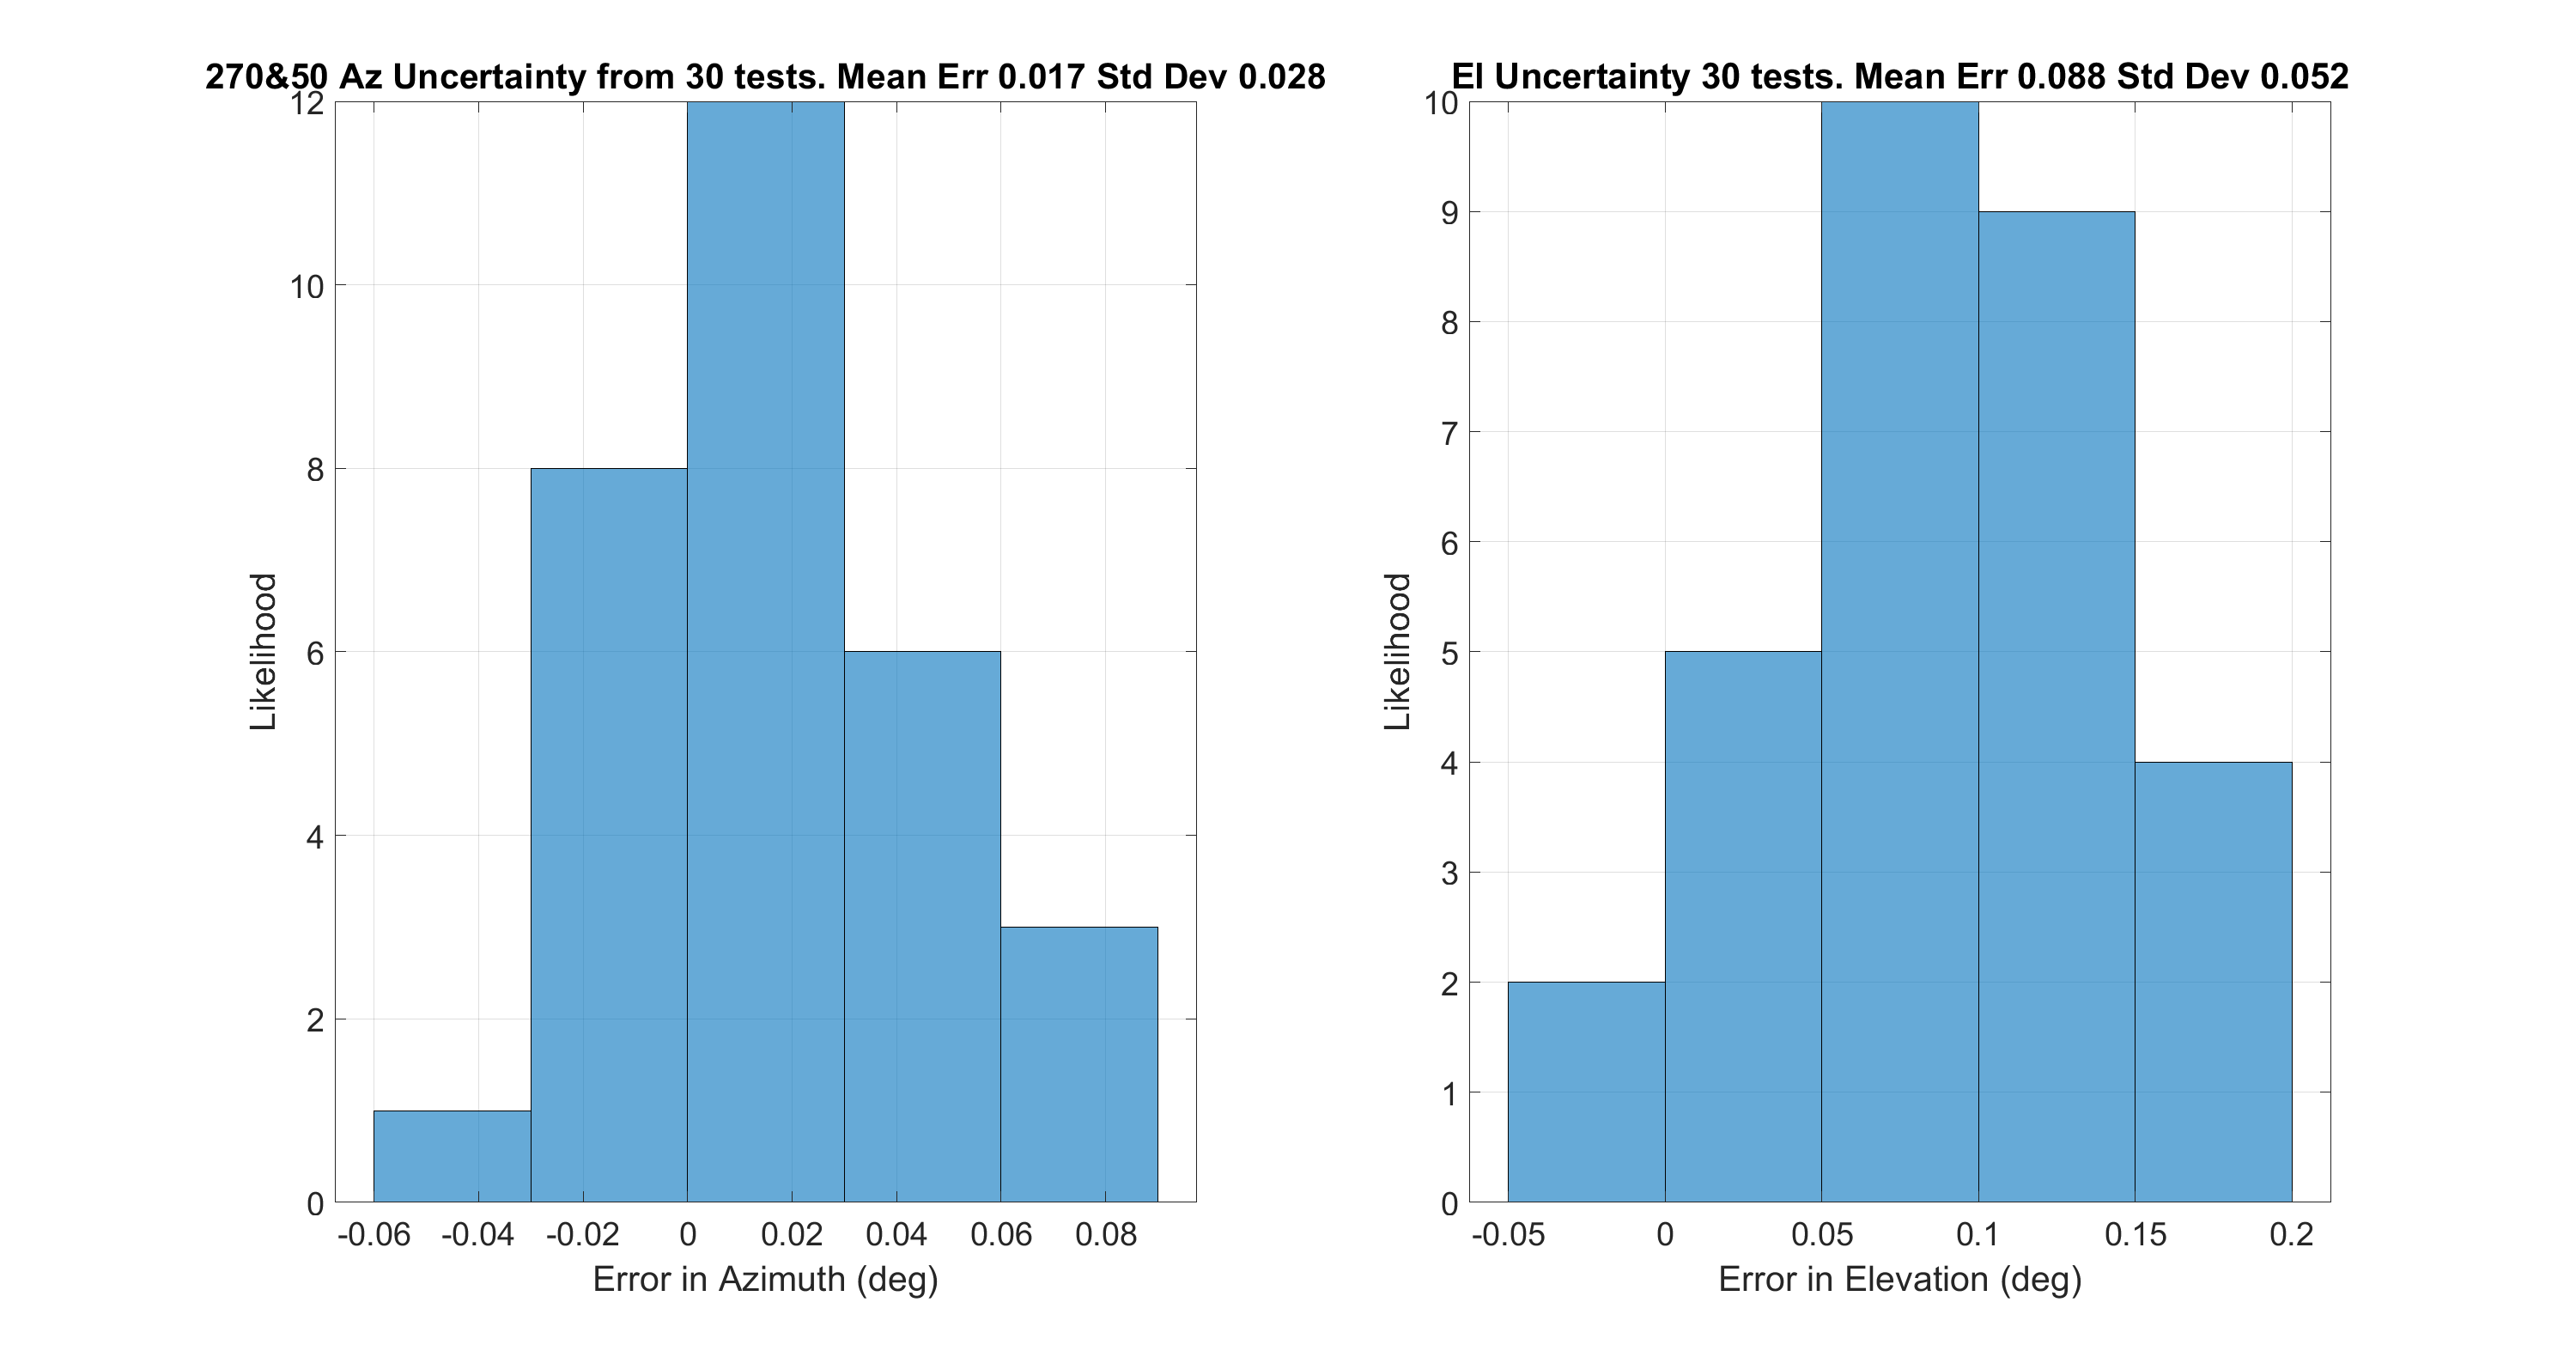 270&50 Az Uncertainty from 30 tests. Mean Err 0.017 Std Dev 0.028
12
10
8
6
4
2
0
Likelihood
-0.06 -0.04 -0.02 0 0.02 0.04 0.06 0.08
Error in Azimuth (deg)
El Uncertainty 30 tests. Mean Err 0.088 Std Dev 0.052
10
9
8
7
6
5
4
3
2
1
0
Likelihood
-0.05 0 0.05 0.1 0.15 0.2
Error in Elevation (deg)